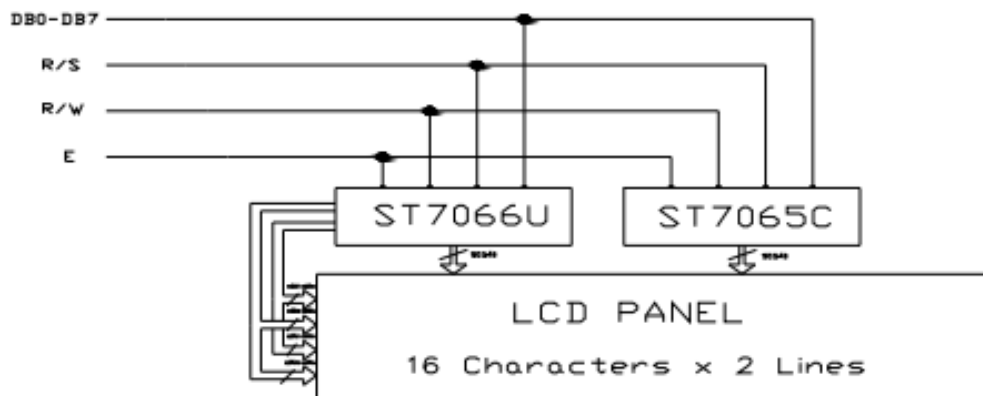 DB0-DB7
R/S
R/W
E
ST7066U
ST7065C
LCD PANEL
16 Characters x 2 Lines